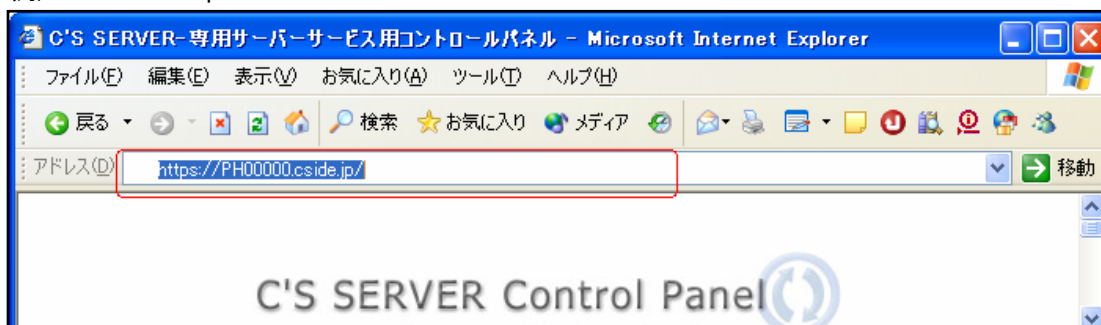 C'S SERVER-専用サーバーサービス用コントロールパネル - Microsoft Internet Explorer
ファイル(F) 編集(E) 表示(V) お気に入り(A) ツール(T) ヘルプ(H)
戻る 検索 お気に入り メディア
アドレス(D) https://PH00000.cside.jp/ 移動
C'S SERVER Control Panel